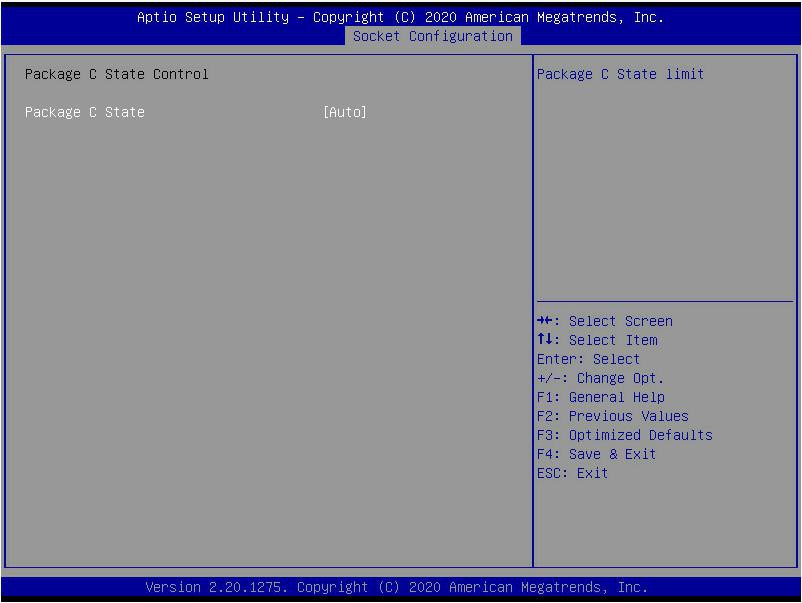 Aptio Setup Utility – Copyright (C) 2020 American Megatrends, Inc.
Socket Configuration
Package C State Control
Package C State [Auto]
Package C State limit
→←: Select Screen
↑↓: Select Item
Enter: Select
+/-: Change Opt.
F1: General Help
F2: Previous Values
F3: Optimized Defaults
F4: Save & Exit
ESC: Exit
Version 2.20.1275. Copyright (C) 2020 American Megatrends, Inc.